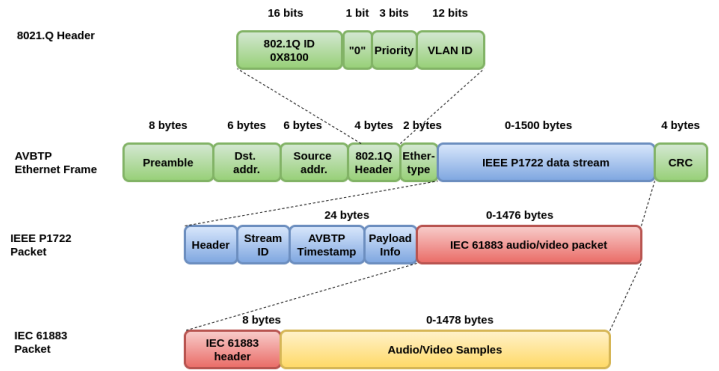 16 bits 1 bit 3 bits 12 bits
8021.Q Header
802.1Q ID
0X8100
"0"
Priority
VLAN ID
8 bytes 6 bytes 6 bytes 4 bytes 2 bytes 0-1500 bytes 4 bytes
AVBTP
Ethernet Frame
Preamble
Dst.
addr.
Source
addr.
802.1Q
Header
Ether-
type
IEEE P1722 data stream
CRC
24 bytes 0-1476 bytes
IEEE P1722
Packet
Header
Stream
ID
AVBTP
Timestamp
Payload
Info
IEC 61883 audio/video packet
8 bytes 0-1478 bytes
IEC 61883
Packet
IEC 61883
header
Audio/Video Samples